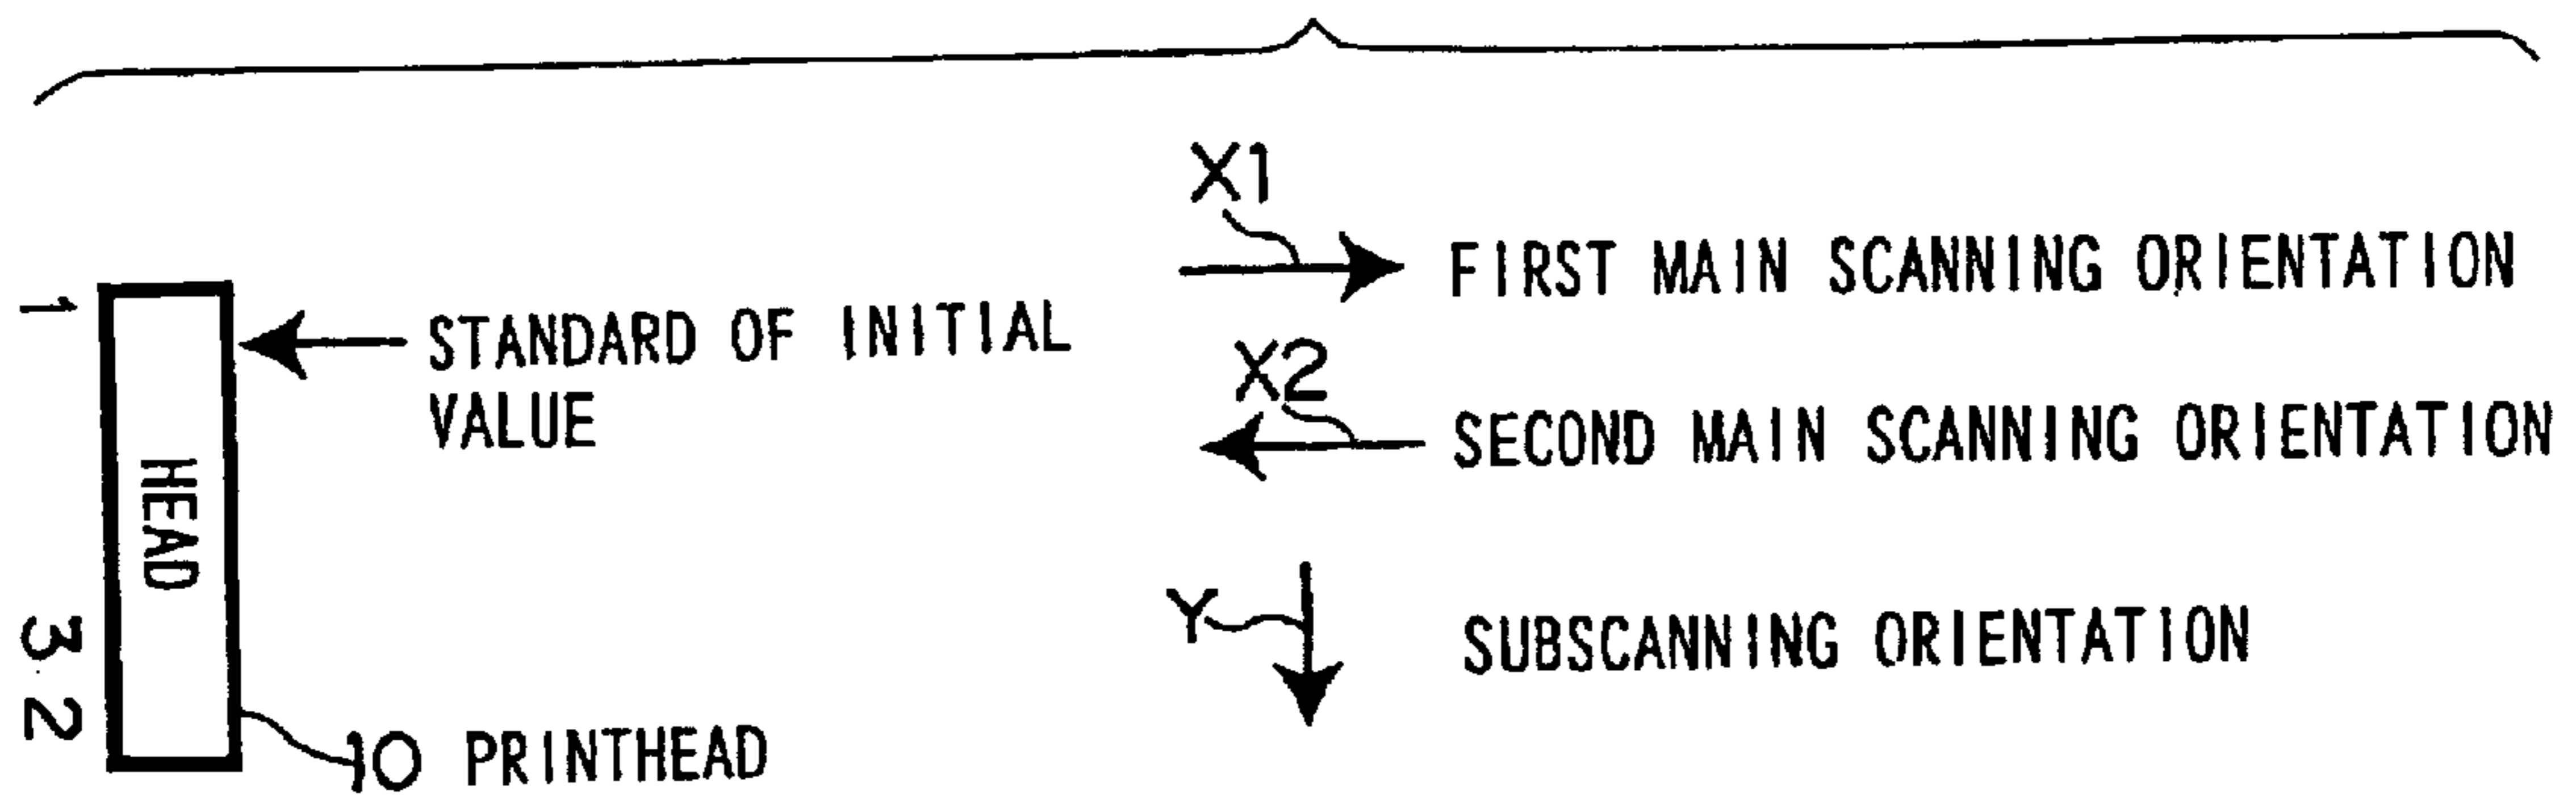 X1
FIRST MAIN SCANNING ORIENTATION
1
STANDARD OF INITIAL
VALUE
X2
SECOND MAIN SCANNING ORIENTATION
HEAD
Y
SUBSCANNING ORIENTATION
32
10 PRINTHEAD